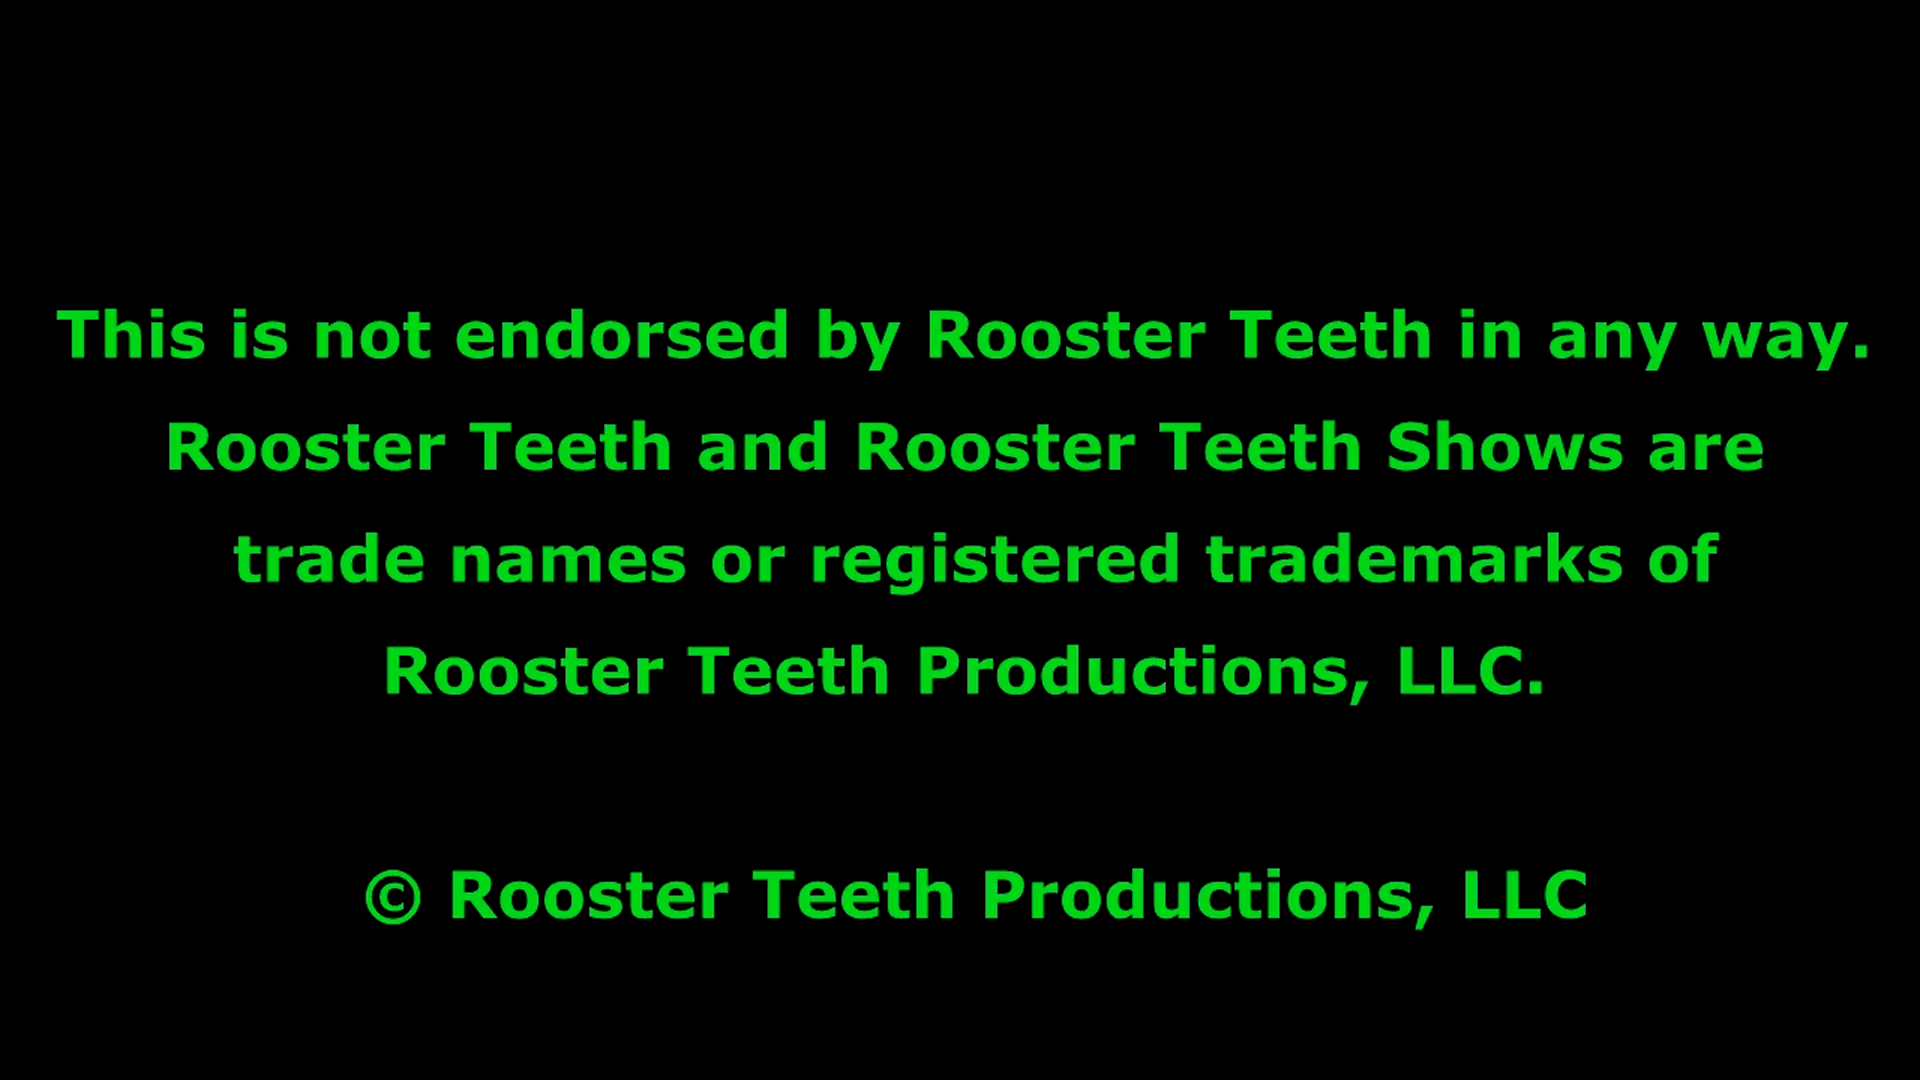 This is not endorsed by Rooster Teeth in any way.
Rooster Teeth and Rooster Teeth Shows are
trade names or registered trademarks of
Rooster Teeth Productions, LLC.
© Rooster Teeth Productions, LLC